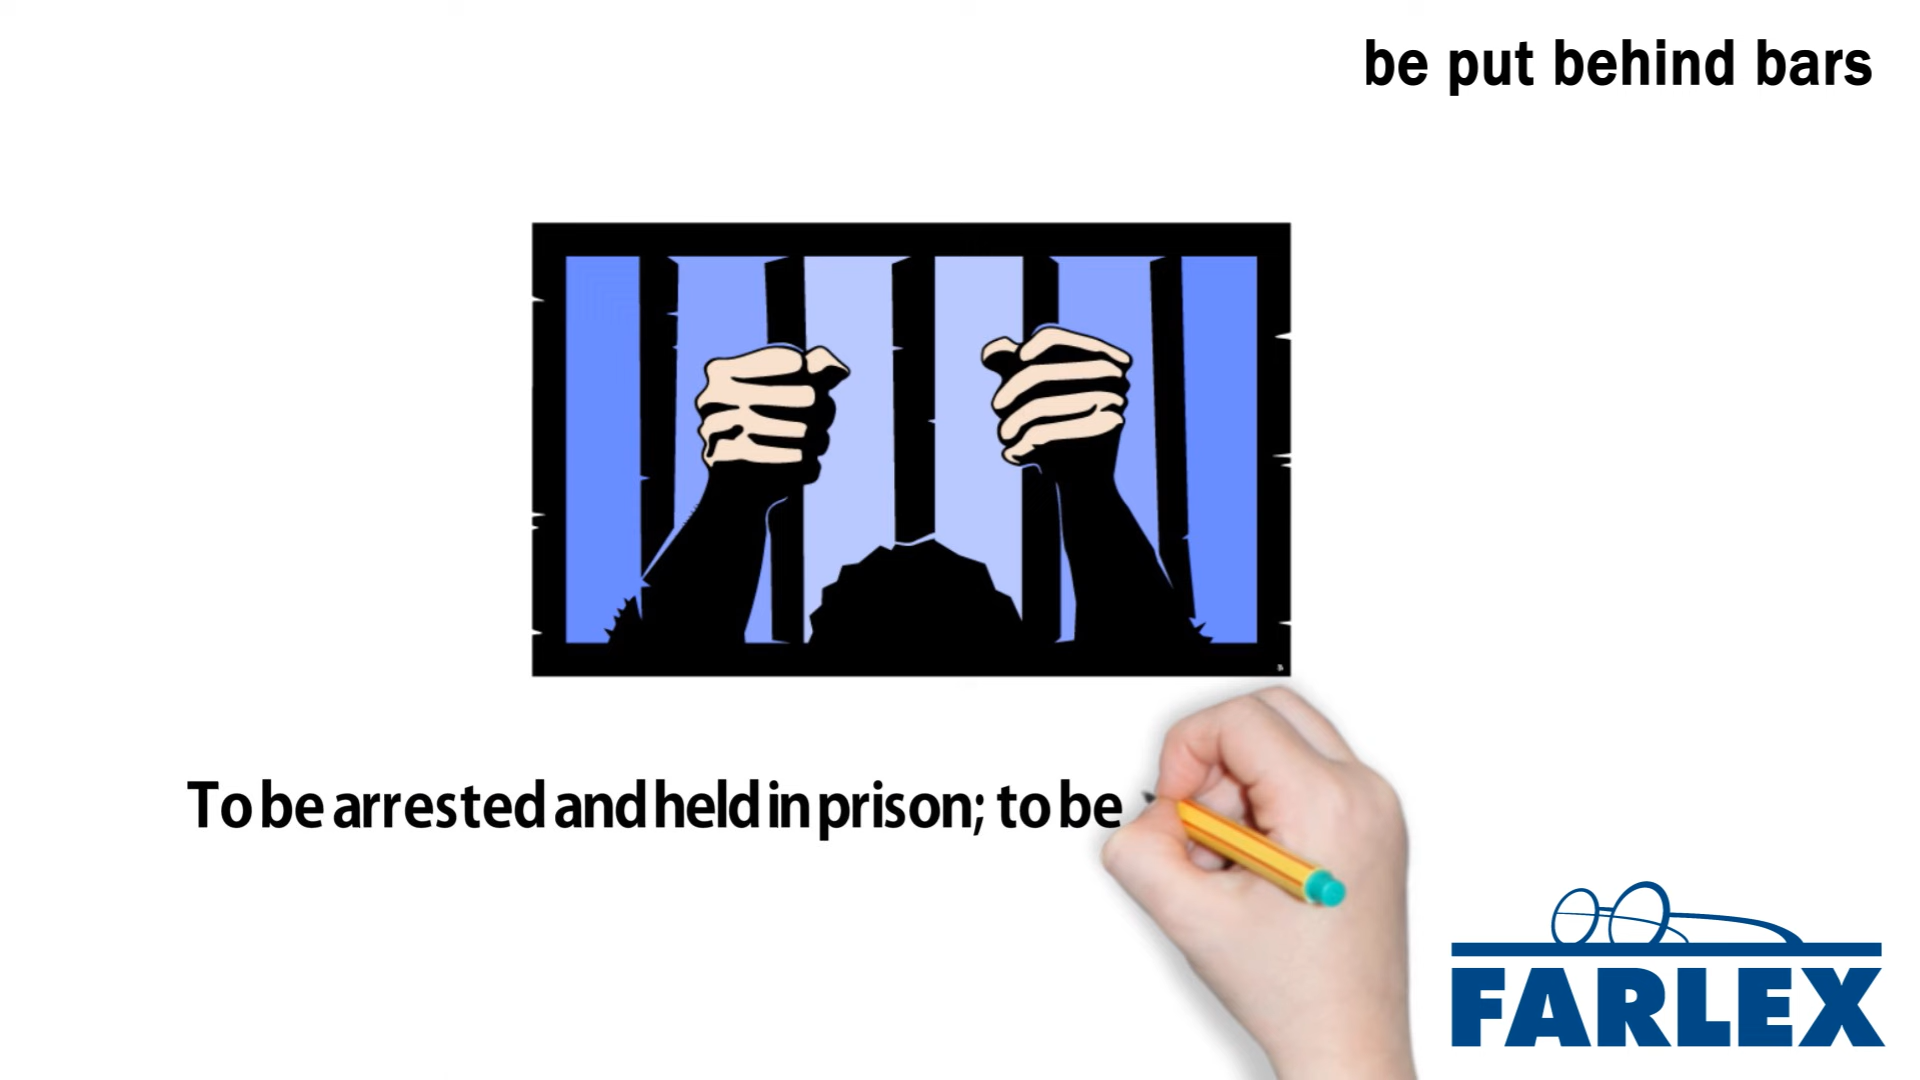 be put behind bars
To be arrested and held in prison; to be
FARLEX